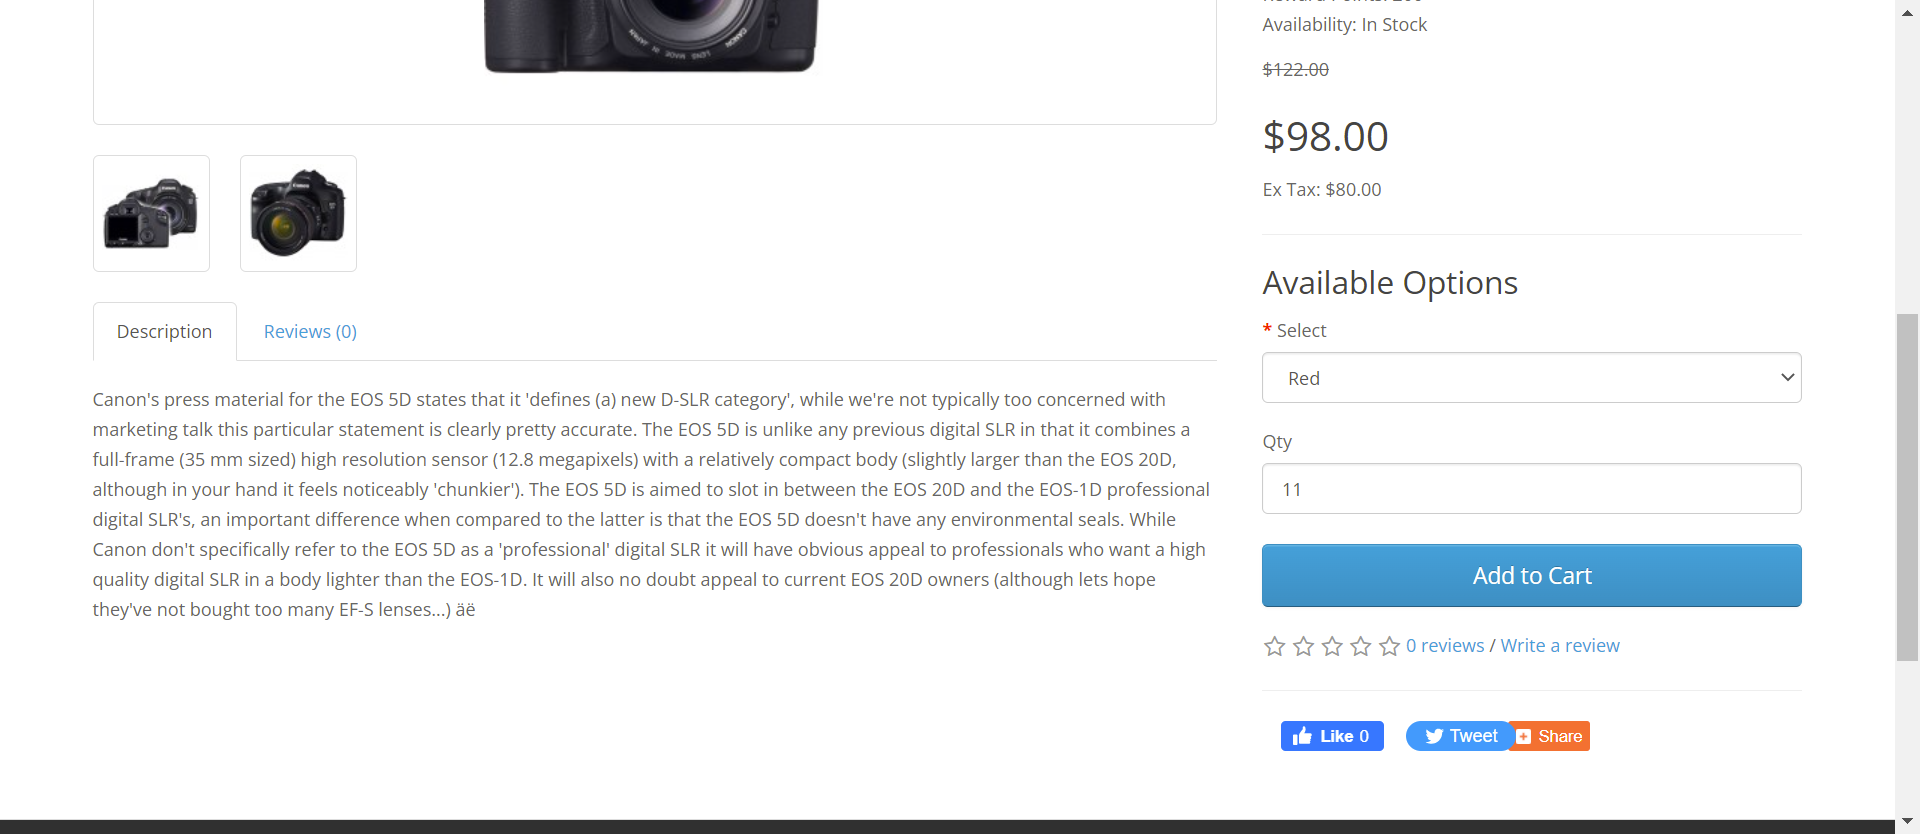 Availability: In Stock
$122.00
$98.00
Ex Tax: $80.00
Available Options
* Select
Red
Qty
11
Add to Cart
0 reviews / Write a review
Like 0
Tweet
Share
CANON
LENS MADE IN JAPAN
Description
Reviews (0)
Canon's press material for the EOS 5D states that it 'defines (a) new D-SLR category', while we're not typically too concerned with
marketing talk this particular statement is clearly pretty accurate. The EOS 5D is unlike any previous digital SLR in that it combines a
full-frame (35 mm sized) high resolution sensor (12.8 megapixels) with a relatively compact body (slightly larger than the EOS 20D,
although in your hand it feels noticeably 'chunkier'). The EOS 5D is aimed to slot in between the EOS 20D and the EOS-1D professional
digital SLR's, an important difference when compared to the latter is that the EOS 5D doesn't have any environmental seals. While
Canon don't specifically refer to the EOS 5D as a 'professional' digital SLR it will have obvious appeal to professionals who want a high
quality digital SLR in a body lighter than the EOS-1D. It will also no doubt appeal to current EOS 20D owners (although lets hope
they've not bought too many EF-S lenses...) äë